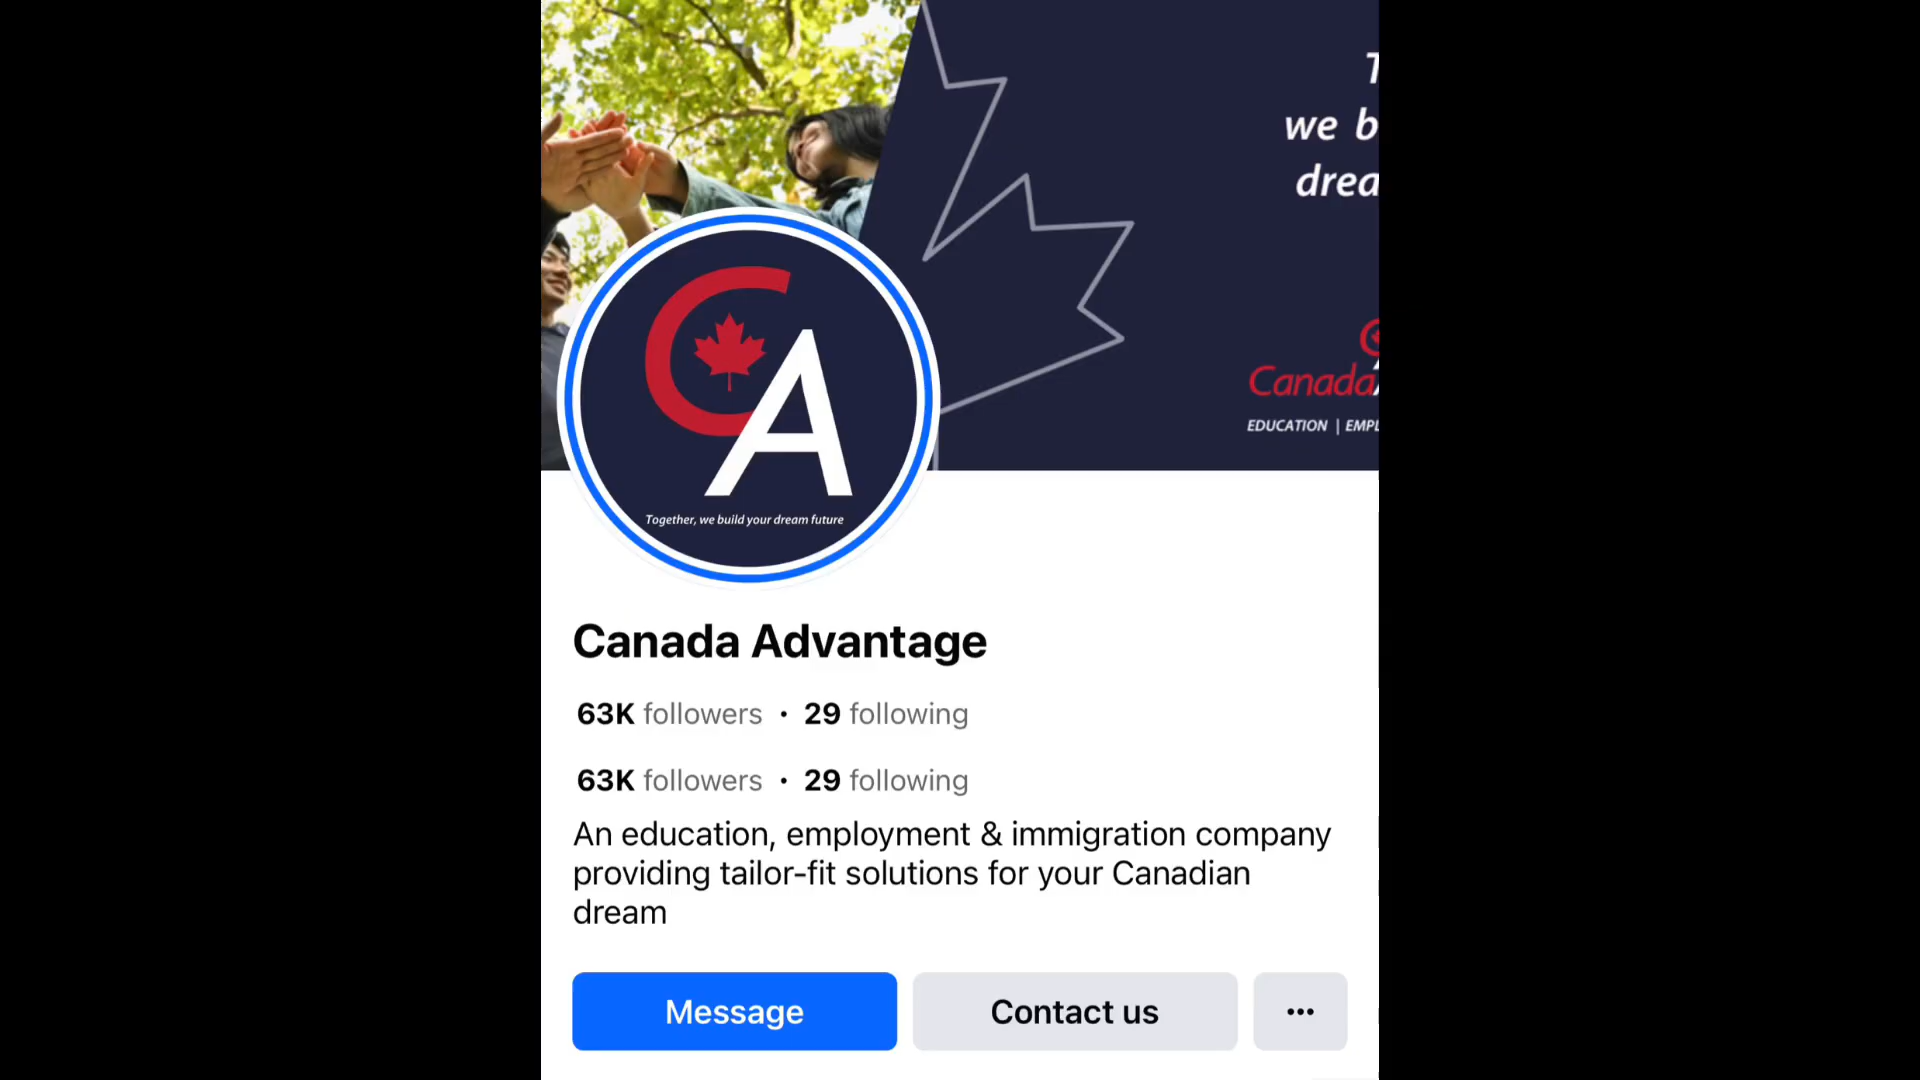 T
we b
drea
Canada
EDUCATION | EMPL
CA
Together, we build your dream future
Canada Advantage
63K followers • 29 following
63K followers • 29 following
An education, employment & immigration company
providing tailor-fit solutions for your Canadian
dream
Message
Contact us